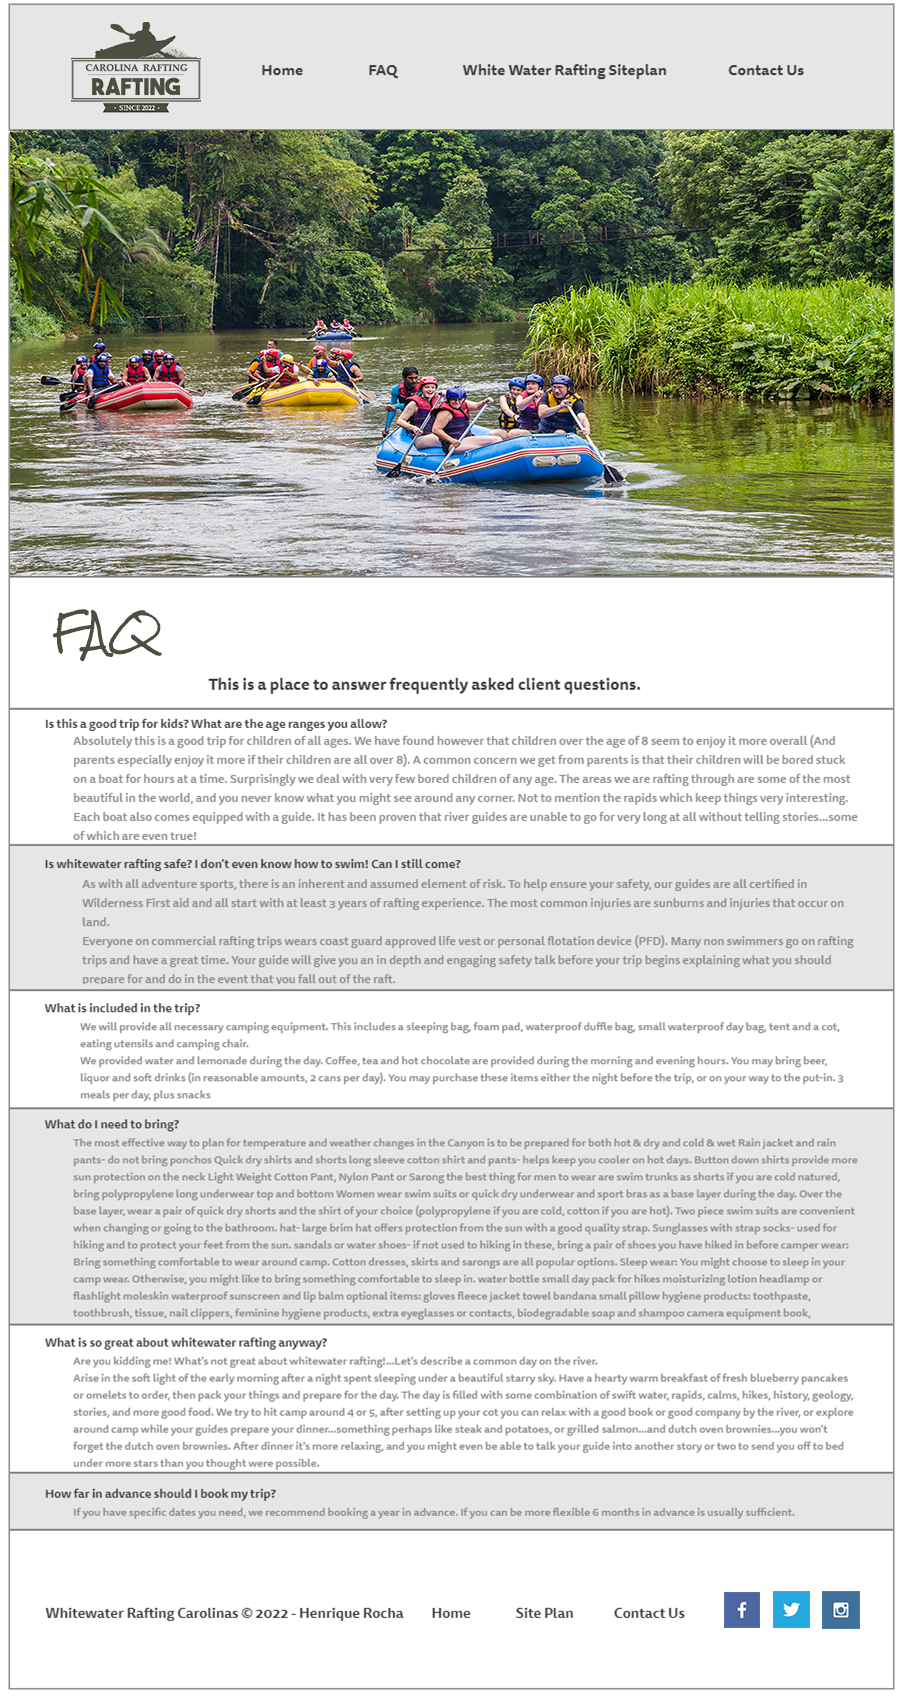 CAROLINA RAFTING
RAFTING
· SINCE 2022 ·
Home FAQ White Water Rafting Siteplan Contact Us
FAQ
This is a place to answer frequently asked client questions.
Is this a good trip for kids? What are the age ranges you allow?
Absolutely this is a good trip for children of all ages. We have found however that children over the age of 8 seem to enjoy it more overall (And
parents especially enjoy it more if their children are all over 8). A common concern we get from parents is that their children will be bored stuck
on a boat for hours at a time. Surprisingly we deal with very few bored children of any age. The areas we are rafting through are some of the most
beautiful in the world, and you never know what you might see around any corner. Not to mention the rapids which keep things very interesting.
Each boat also comes equipped with a guide. It has been proven that river guides are unable to go for very long at all without telling stories...some
of which are even true!
Is whitewater rafting safe? I don't even know how to swim! Can I still come?
As with all adventure sports, there is an inherent and assumed element of risk. To help ensure your safety, our guides are all certified in
Wilderness First aid and all start with at least 3 years of rafting experience. The most common injuries are sunburns and injuries that occur on
land.
Everyone on commercial rafting trips wears coast guard approved life vest or personal flotation device (PFD). Many non swimmers go on rafting
trips and have a great time. Your guide will give you an in depth and engaging safety talk before your trip begins explaining what you should
prepare for and do in the event that you fall out of the raft.
What is included in the trip?
We will provide all necessary camping equipment. This includes a sleeping bag, foam pad, waterproof duffle bag, small waterproof day bag, tent and a cot,
eating utensils and camping chair.
We provided water and lemonade during the day. Coffee, tea and hot chocolate are provided during the morning and evening hours. You may bring beer,
liquor and soft drinks (in reasonable amounts, 2 cans per day). You may purchase these items either the night before the trip, or on your way to the put-in. 3
meals per day, plus snacks
What do I need to bring?
The most effective way to plan for temperature and weather changes in the Canyon is to be prepared for both hot & dry and cold & wet Rain jacket and rain
pants- do not bring ponchos Quick dry shirts and shorts long sleeve cotton shirt and pants- helps keep you cooler on hot days. Button down shirts provide more
sun protection on the neck Light Weight Cotton Pant, Nylon Pant or Sarong the best thing for men to wear are swim trunks as shorts if you are cold natured,
bring polypropylene long underwear top and bottom Women wear swim suits or quick dry underwear and sport bras as a base layer during the day. Over the
base layer, wear a pair of quick dry shorts and the shirt of your choice (polypropylene if you are cold, cotton if you are hot). Two piece swim suits are convenient
when changing or going to the bathroom. hat- large brim hat offers protection from the sun with a good quality strap. Sunglasses with strap socks- used for
hiking and to protect your feet from the sun. sandals or water shoes- if not used to hiking in these, bring a pair of shoes you have hiked in before camper wear:
Bring something comfortable to wear around camp. Cotton dresses, skirts and sarongs are all popular options. Sleep wear: You might choose to sleep in your
camp wear. Otherwise, you might like to bring something comfortable to sleep in. water bottle small day pack for hikes moisturizing lotion headlamp or
flashlight moleskin waterproof sunscreen and lip balm optional items: gloves fleece jacket towel bandana small pillow hygiene products: toothpaste,
toothbrush, tissue, nail clippers, feminine hygiene products, extra eyeglasses or contacts, biodegradable soap and shampoo camera equipment book,
What is so great about whitewater rafting anyway?
Are you kidding me! What's not great about whitewater rafting!...Let's describe a common day on the river.
Arise in the soft light of the early morning after a night spent sleeping under a beautiful starry sky. Have a hearty warm breakfast of fresh blueberry pancakes
or omelets to order, then pack your things and prepare for the day. The day is filled with some combination of swift water, rapids, calms, hikes, history, geology,
stories, and more good food. We try to hit camp around 4 or 5, after setting up your cot you can relax with a good book or good company by the river, or explore
around camp while your guides prepare your dinner...something perhaps like steak and potatoes, or grilled salmon...and dutch oven brownies...you won't
forget the dutch oven brownies. After dinner it's more relaxing, and you might even be able to talk your guide into another story or two to send you off to bed
under more stars than you thought were possible.
How far in advance should I book my trip?
If you have specific dates you need, we recommend booking a year in advance. If you can be more flexible 6 months in advance is usually sufficient.
Whitewater Rafting Carolinas © 2022 - Henrique Rocha Home Site Plan Contact Us